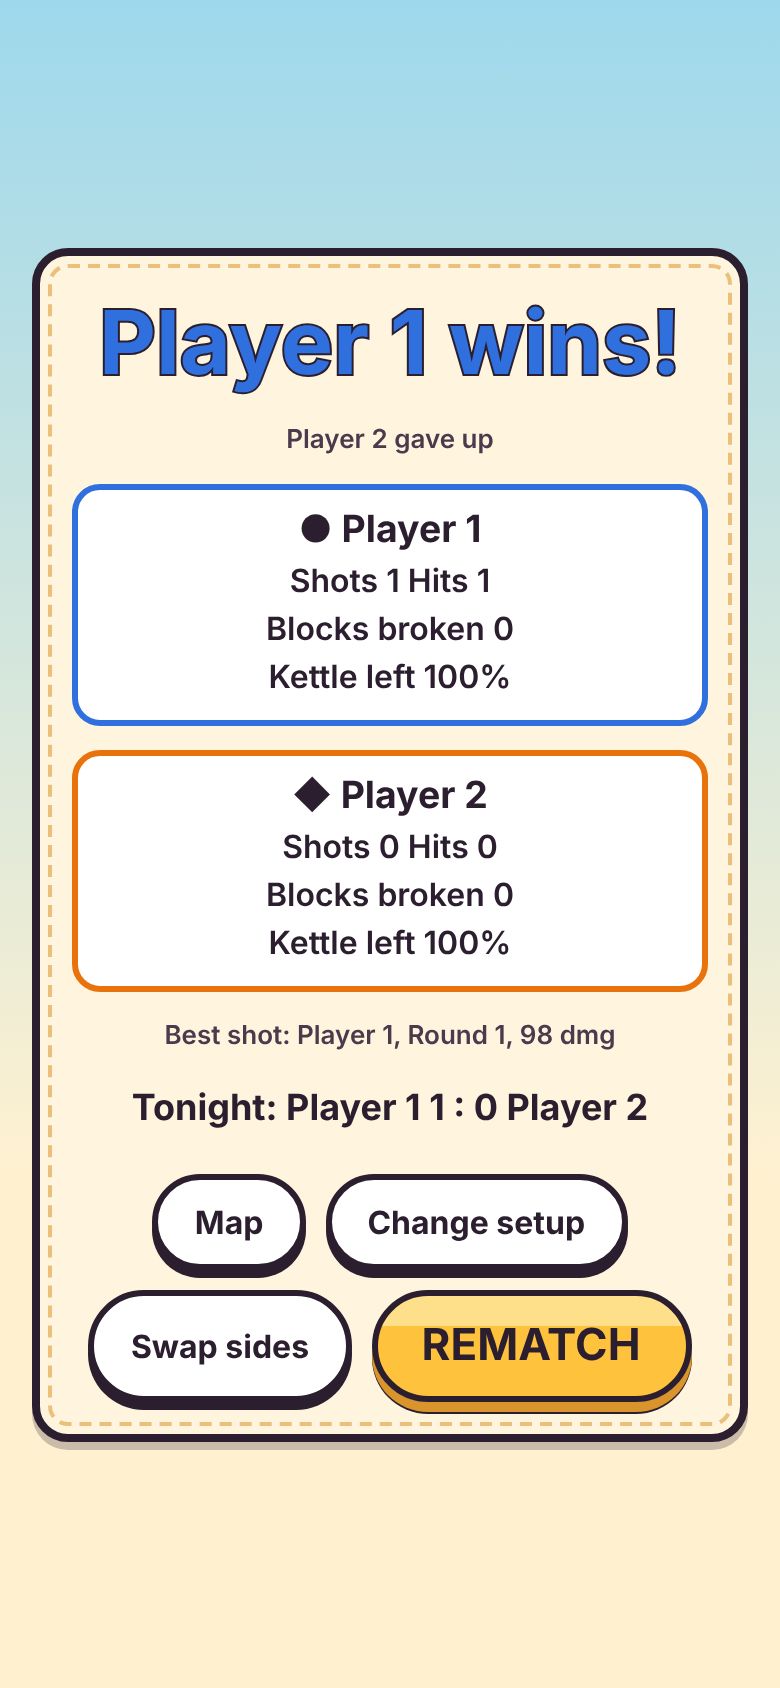 Player 1 wins!
Player 2 gave up
Player 1
Shots 1 Hits 1
Blocks broken 0
Kettle left 100%
Player 2
Shots 0 Hits 0
Blocks broken 0
Kettle left 100%
Best shot: Player 1, Round 1, 98 dmg
Tonight: Player 1 1 : 0 Player 2
Map
Change setup
Swap sides
REMATCH